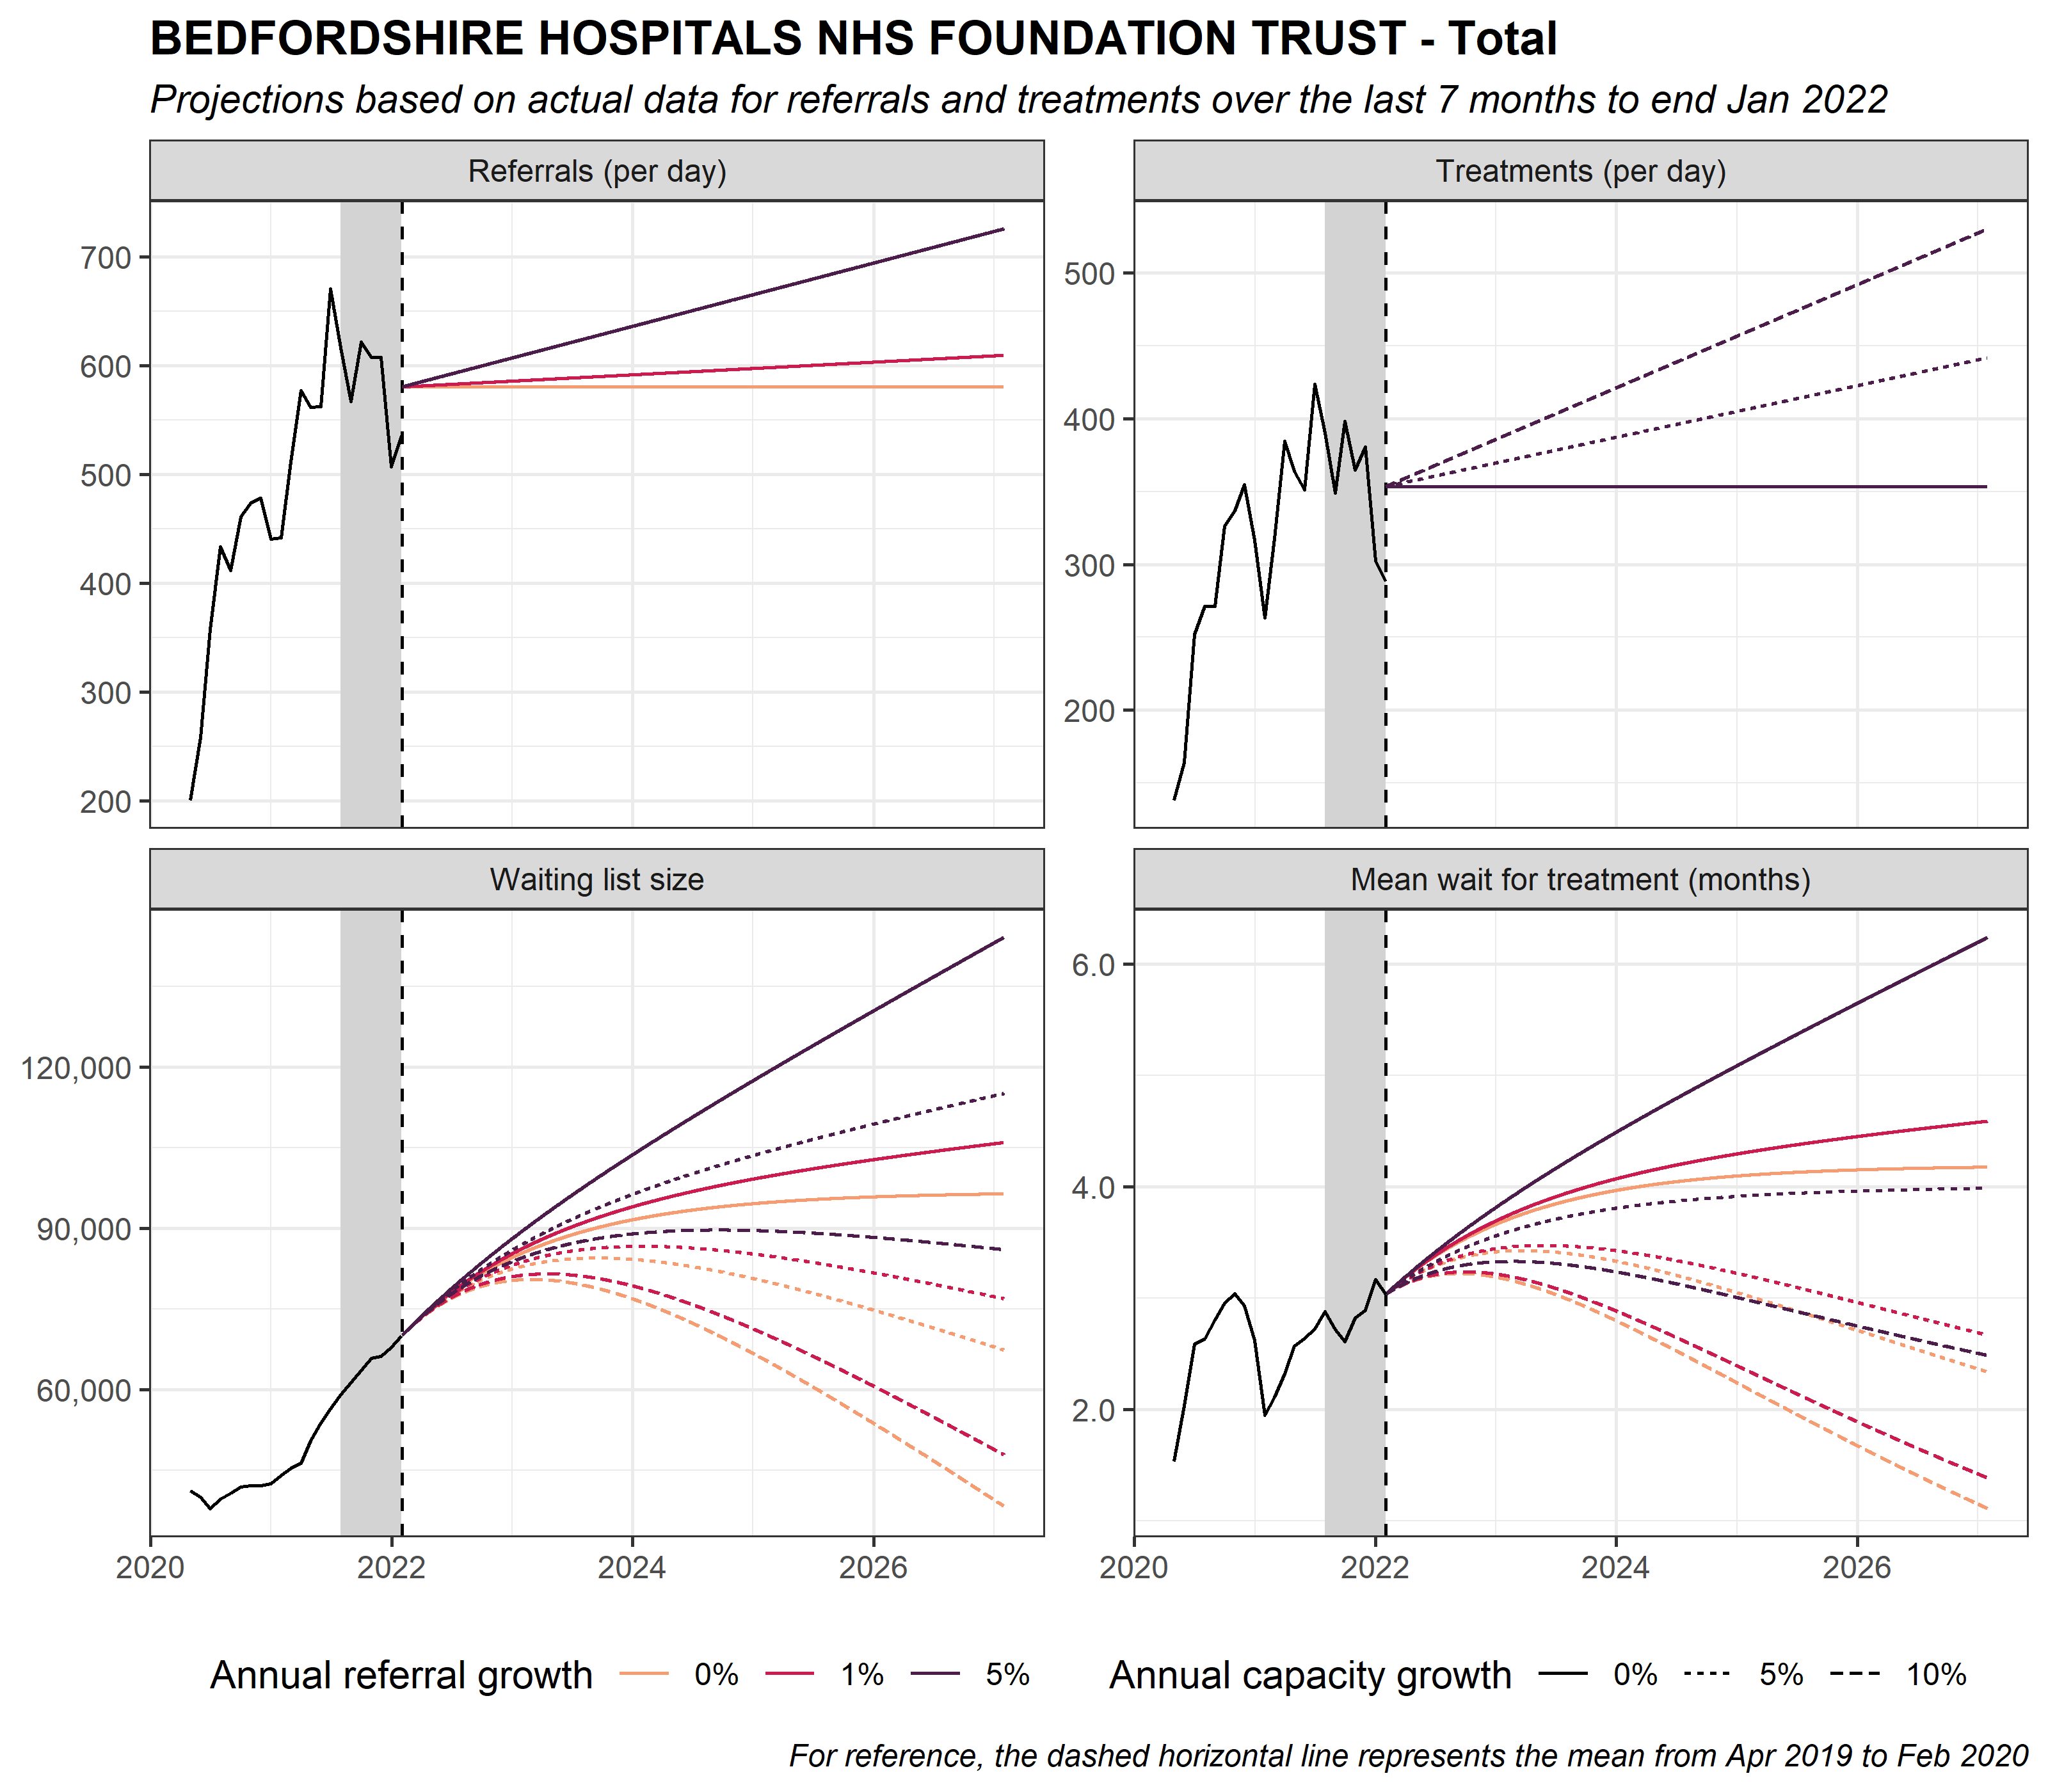 BEDFORDSHIRE HOSPITALS NHS FOUNDATION TRUST - Total
Projections based on actual data for referrals and treatments over the last 7 months to end Jan 2022
Referrals (per day)
700
600
500
400
300
200
Treatments (per day)
500
400
300
200
Waiting list size
120,000
90,000
60,000
2020 2022 2024 2026
Mean wait for treatment (months)
6.0
4.0
2.0
2020 2022 2024 2026
Annual referral growth 0% 1% 5%
Annual capacity growth 0% 5% 10%
For reference, the dashed horizontal line represents the mean from Apr 2019 to Feb 2020